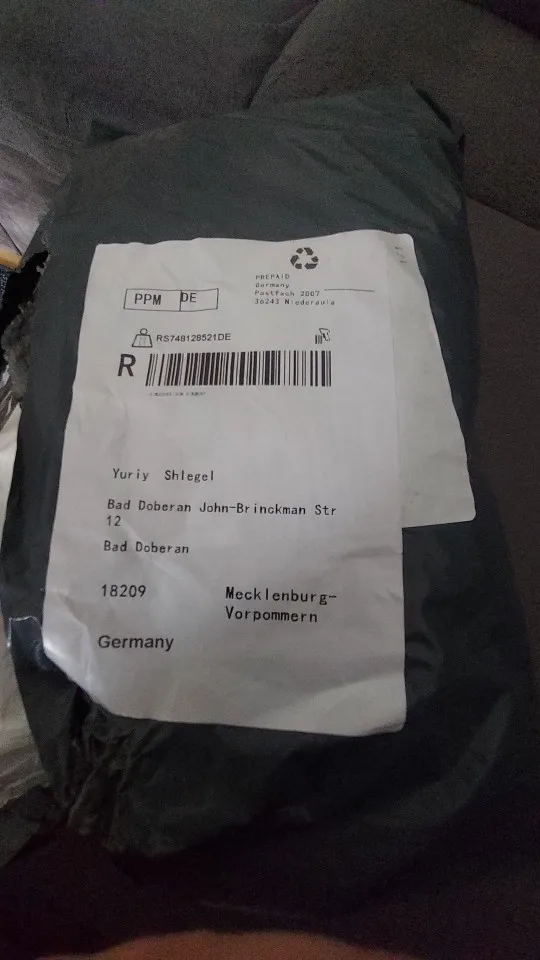 PREPAID
Germany
Postfach 2007
36243 Niederaula
PPM DE
RS748128521DE
R
Yuriy Shlegel
Bad Doberan John-Brinckman Str
12
Bad Doberan
18209 Mecklenburg-
Vorpommern
Germany